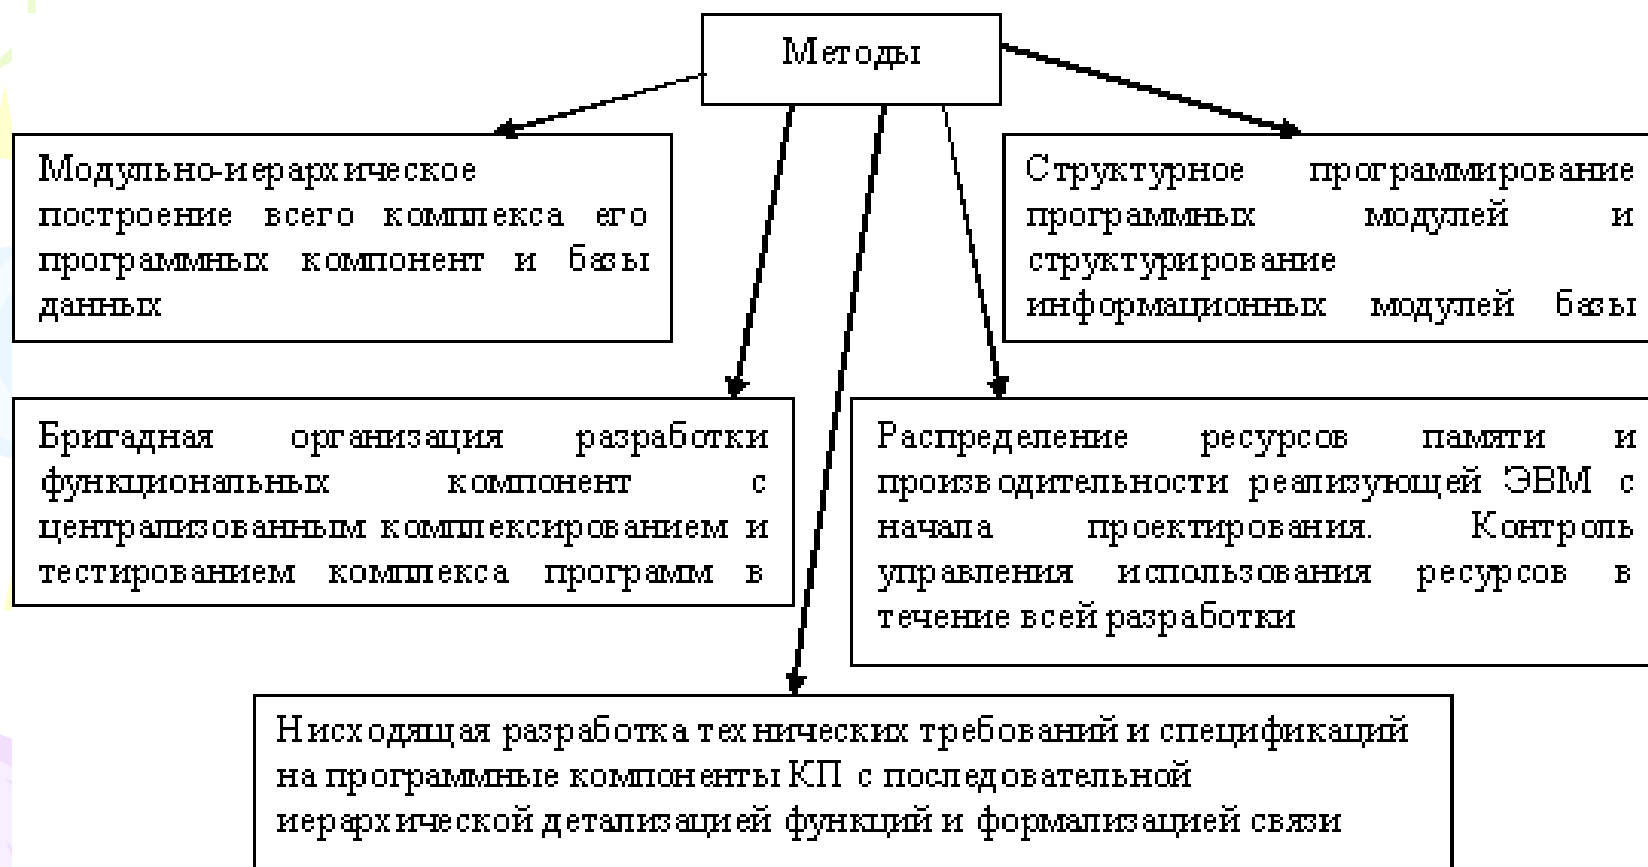 Методы
Модульно-иерархическое
построение всего комплекса его
программных компонент и базы
данных
Структурное программирование
программных модулей и
структурирование
информационных модулей базы
Бригадная организация разработки
функциональных компонент с
централизованным комплексированием и
тестированием комплекса программ в
Распределение ресурсов памяти и
производительности реализующей ЭВМ с
начала проектирования. Контроль
управления использования ресурсов в
течение всей разработки
Нисходящая разработка технических требований и спецификаций
на программные компоненты КП с последовательной
иерархической детализацией функций и формализацией связи